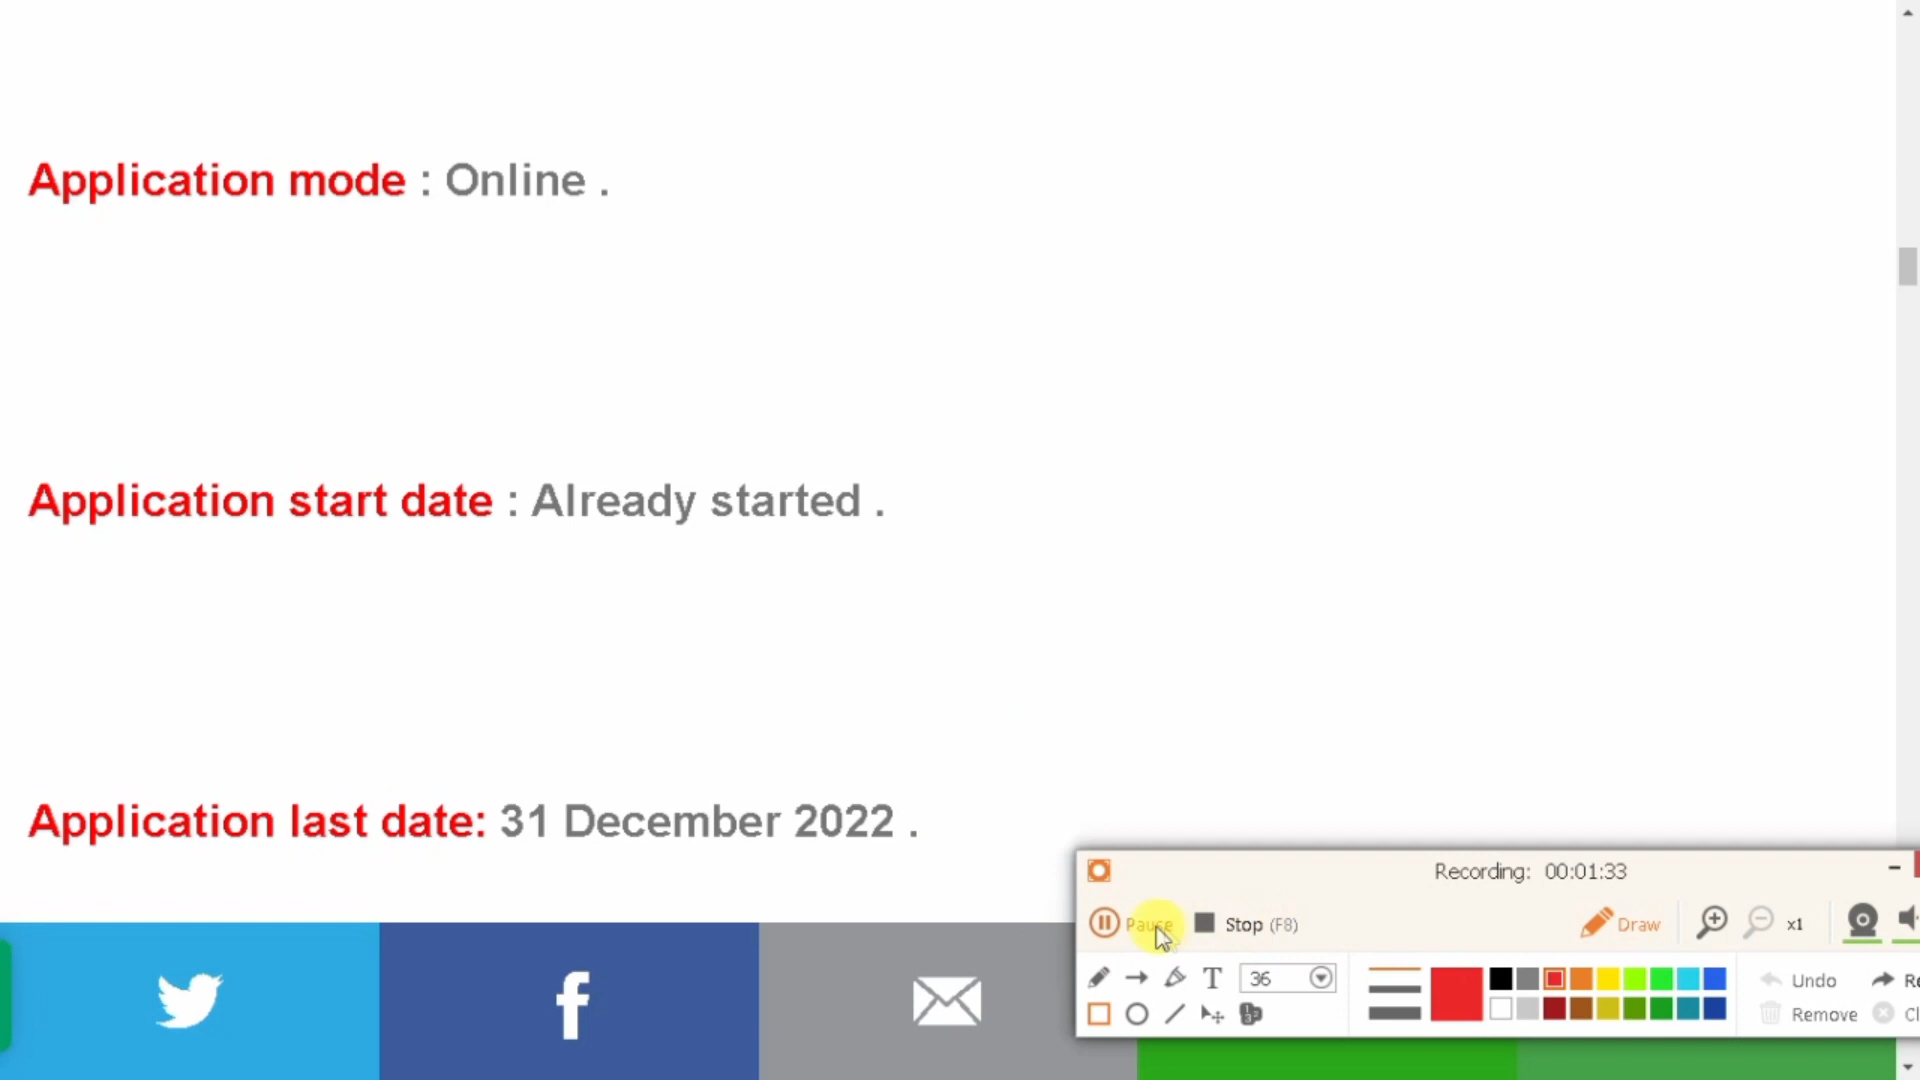 Application mode : Online .
Application start date : Already started .
Application last date: 31 December 2022 .
Recording: 00:01:33
Pause
Stop (F8)
Draw
x1
T
36
Undo
Remove